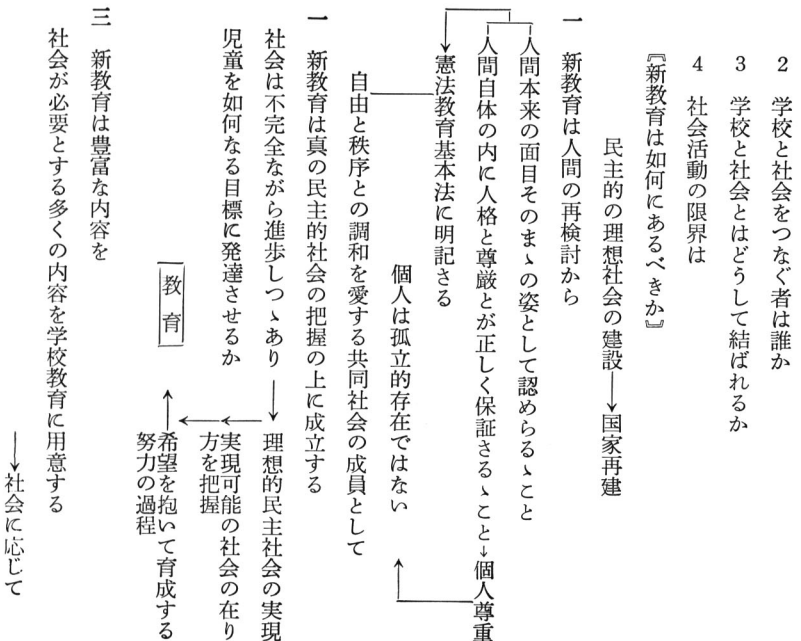 2　学校と社会をつなぐ者は誰か
3　学校と社会とはどうして結ばれるか
4　社会活動の限界は
〖新教育は如何にあるべきか〗
民主的の理想社会の建設→国家再建
一　新教育は人間の再検討から
人間本来の面目そのまゝの姿として認めらるゝこと
人間自体の内に人格と尊厳とが正しく保証さるゝこと→個人尊重
憲法教育基本法に明記さる
個人は孤立的存在ではない
自由と秩序との調和を愛する共同社会の成員として
一　新教育は真の民主的社会の把握の上に成立する
社会は不完全ながら進歩しつゝあり→理想的民主社会の実現
児童を如何なる目標に発達させるか
実現可能の社会の在り
方を把握
教育
希望を抱いて育成する
努力の過程
三　新教育は豊富な内容を
社会が必要とする多くの内容を学校教育に用意する
→社会に応じて